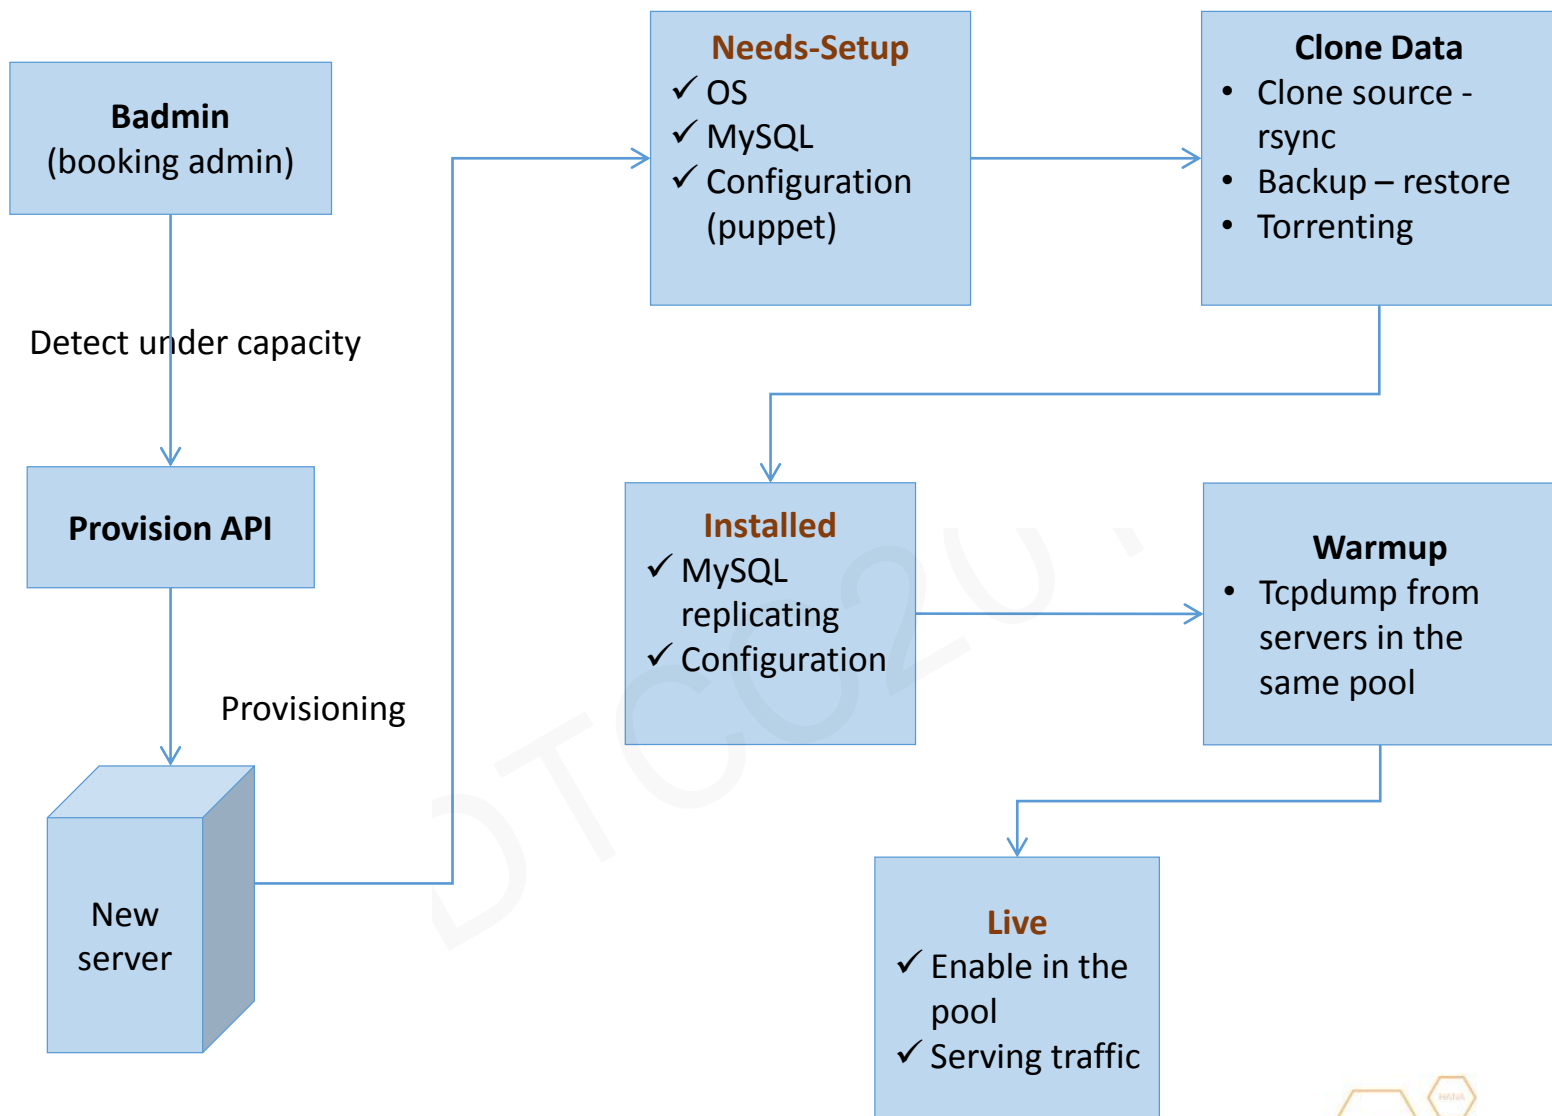 Badmin
(booking admin)
Detect under capacity
Provision API
Provisioning
New
server
Needs-Setup
✓ OS
✓ MySQL
✓ Configuration
(puppet)
Clone Data
• Clone source -
rsync
• Backup – restore
• Torrenting
Installed
✓ MySQL
replicating
✓ Configuration
Warmup
• Tcpdump from
servers in the
same pool
Live
✓ Enable in the
pool
✓ Serving traffic
HANA